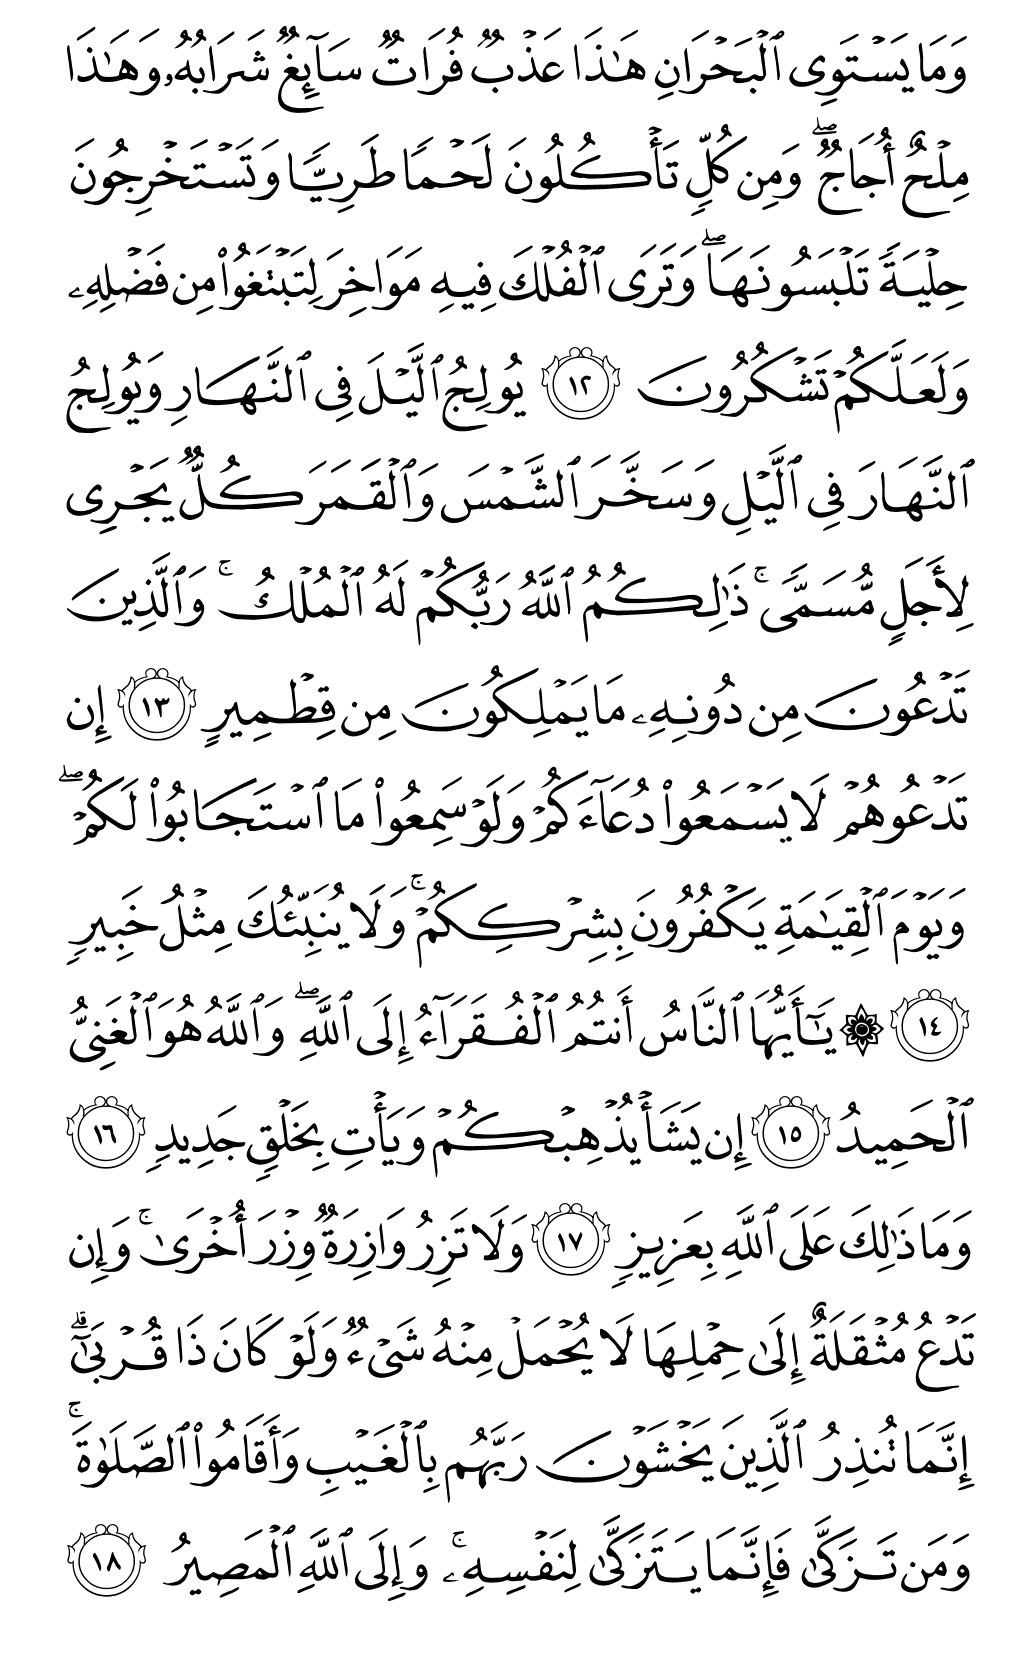 وَمَا يَسۡتَوِي ٱلۡبَحۡرَانِ هَٰذَا عَذۡبٞ فُرَاتٞ سَآئِغٞ شَرَابُهُۥ وَهَٰذَا
مِلۡحٌ أُجَاجٞۖ وَمِن كُلّٖ تَأۡكُلُونَ لَحۡمٗا طَرِيّٗا وَتَسۡتَخۡرِجُونَ
حِلۡيَةٗ تَلۡبَسُونَهَاۖ وَتَرَى ٱلۡفُلۡكَ فِيهِ مَوَاخِرَ لِتَبۡتَغُواْ مِن فَضۡلِهِۦ
وَلَعَلَّكُمۡ تَشۡكُرُونَ ١٢ يُولِجُ ٱلَّيۡلَ فِي ٱلنَّهَارِ وَيُولِجُ
ٱلنَّهَارَ فِي ٱلَّيۡلِ وَسَخَّرَ ٱلشَّمۡسَ وَٱلۡقَمَرَ كُلّٞ يَجۡرِي
لِأَجَلٖ مُّسَمّٗىۚ ذَٰلِكُمُ ٱللَّهُ رَبُّكُمۡ لَهُ ٱلۡمُلۡكُۚ وَٱلَّذِينَ
تَدۡعُونَ مِن دُونِهِۦ مَا يَمۡلِكُونَ مِن قِطۡمِيرٍ ١٣ إِن
تَدۡعُوهُمۡ لَا يَسۡمَعُواْ دُعَآءَكُمۡ وَلَوۡ سَمِعُواْ مَا ٱسۡتَجَابُواْ لَكُمۡۖ
وَيَوۡمَ ٱلۡقِيَٰمَةِ يَكۡفُرُونَ بِشِرۡكِكُمۡۚ وَلَا يُنَبِّئُكَ مِثۡلُ خَبِيرٖ
١٤ ۞ يَٰٓأَيُّهَا ٱلنَّاسُ أَنتُمُ ٱلۡفُقَرَآءُ إِلَى ٱللَّهِۖ وَٱللَّهُ هُوَ ٱلۡغَنِيُّ
ٱلۡحَمِيدُ ١٥ إِن يَشَأۡ يُذۡهِبۡكُمۡ وَيَأۡتِ بِخَلۡقٖ جَدِيدٖ ١٦
وَمَا ذَٰلِكَ عَلَى ٱللَّهِ بِعَزِيزٖ ١٧ وَلَا تَزِرُ وَازِرَةٞ وِزۡرَ أُخۡرَىٰۚ وَإِن
تَدۡعُ مُثۡقَلَةٌ إِلَىٰ حِمۡلِهَا لَا يُحۡمَلۡ مِنۡهُ شَيۡءٞ وَلَوۡ كَانَ ذَا قُرۡبَىٰٓۗ
إِنَّمَا تُنذِرُ ٱلَّذِينَ يَخۡشَوۡنَ رَبَّهُم بِٱلۡغَيۡبِ وَأَقَامُواْ ٱلصَّلَوٰةَۚ
وَمَن تَزَكَّىٰ فَإِنَّمَا يَتَزَكَّىٰ لِنَفۡسِهِۦۚ وَإِلَى ٱللَّهِ ٱلۡمَصِيرُ ١٨